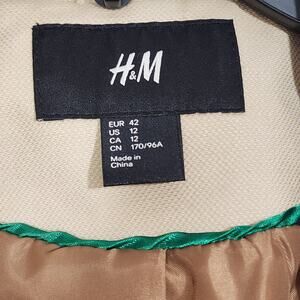 H&M
EUR 42
US 12
CA 12
CN 170/96A
Made in
China